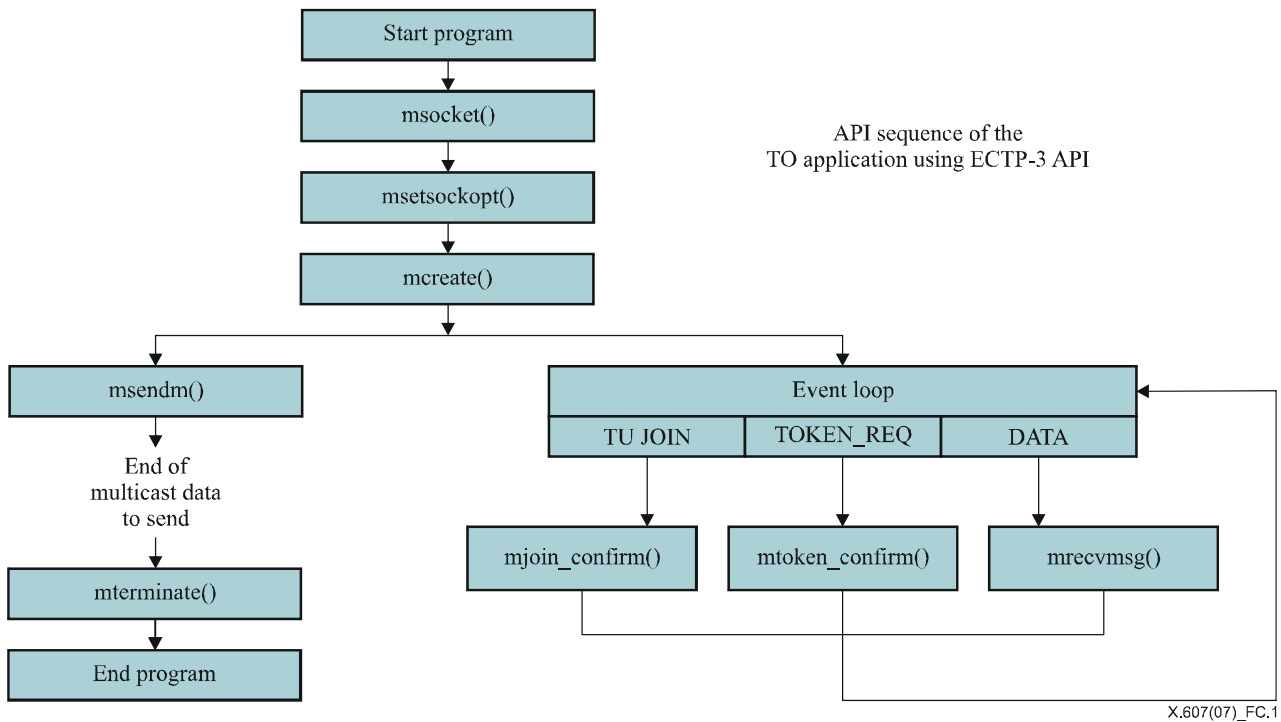 Start program
msocket()
API sequence of the
TO application using ECTP-3 API
msetsockopt()
mcreate()
msendm()
Event loop
TU JOIN
TOKEN_REQ
DATA
End of
multicast data
to send
mjoin_confirm()
mtoken_confirm()
mrecvmsg()
mterminate()
End program
X.607(07)_FC.1